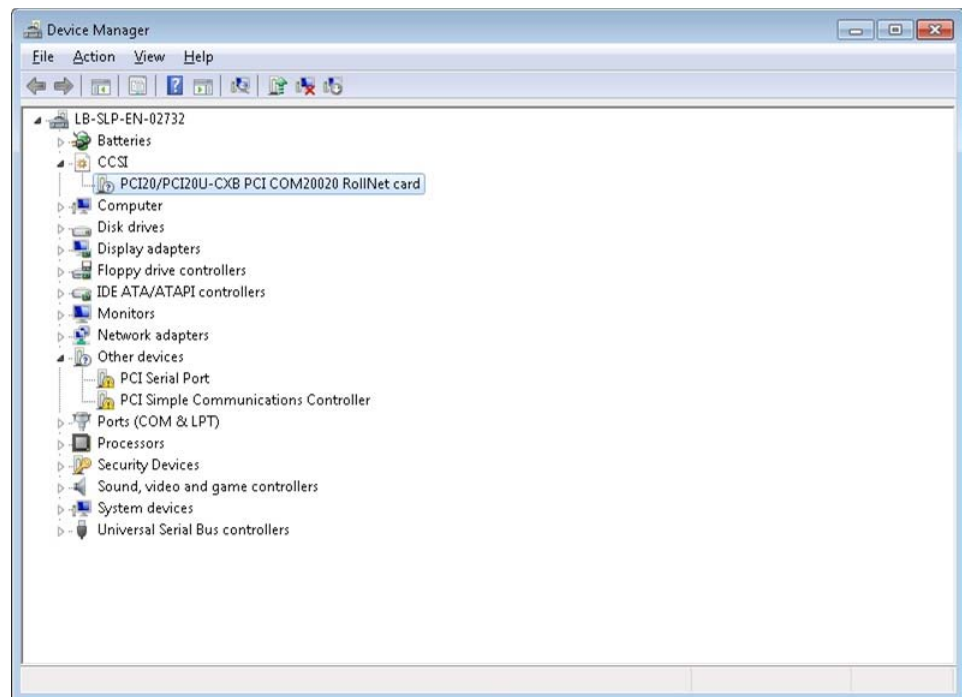 Device Manager
File Action View Help
LB-SLP-EN-02732
Batteries
CCSI
PCI20/PCI20U-CXB PCI COM20020 RollNet card
Computer
Disk drives
Display adapters
Floppy drive controllers
IDE ATA/ATAPI controllers
Monitors
Network adapters
Other devices
PCI Serial Port
PCI Simple Communications Controller
Ports (COM & LPT)
Processors
Security Devices
Sound, video and game controllers
System devices
Universal Serial Bus controllers